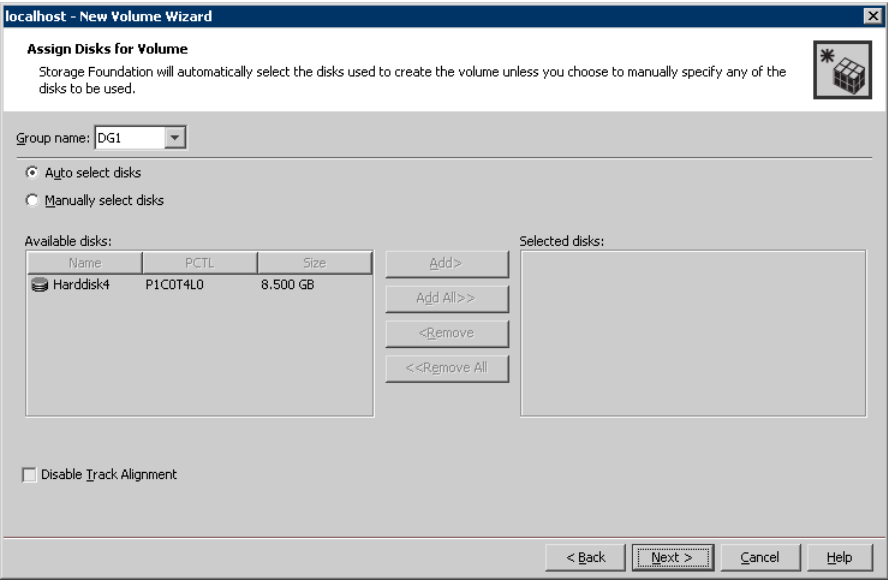 localhost - New Volume Wizard
Assign Disks for Volume
Storage Foundation will automatically select the disks used to create the volume unless you choose to manually specify any of the
disks to be used.
Group name: DG1
Auto select disks
Manually select disks
Available disks:
Name PCTL Size
Harddisk4 P1C0T4L0 8.500 GB
Add>
Add All>>
<Remove
<<Remove All
Selected disks:
Disable Track Alignment
< Back Next > Cancel Help